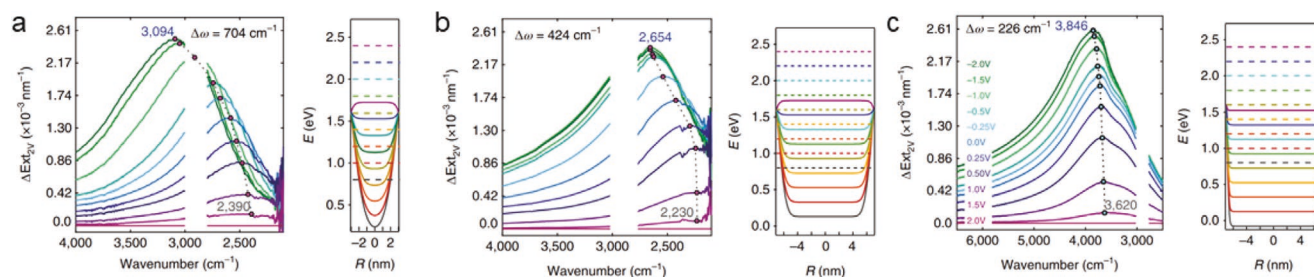 a
3,094
Δω = 704 cm⁻¹
2.61
2.17
1.74
1.30
0.86
0.42
0.0
ΔExt2V (×10⁻³ nm⁻¹)
2,390
4,000
3,000
2,500
Wavenumber (cm⁻¹)
2.5
2.0
1.5
1.0
0.5
E (eV)
−2 0 2
R (nm)
b
Δω = 424 cm⁻¹
2,654
2.61
2.17
1.74
1.30
0.86
0.42
0.0
ΔExt2V (×10⁻³ nm⁻¹)
2,230
4,000
3,000
2,500
Wavenumber (cm⁻¹)
2.5
2.0
1.5
1.0
0.5
0.0
E (eV)
−4 0 4
R (nm)
c
Δω = 226 cm⁻¹
3,846
2.61
2.17
1.74
1.30
0.86
0.42
0.0
ΔExt2V (×10⁻³ nm⁻¹)
−2.0V
−1.5V
−1.0V
−0.5V
−0.25V
0.0V
0.25V
0.50V
1.0V
1.5V
2.0V
3,620
6,000
4,000
3,000
Wavenumber (cm⁻¹)
2.5
2.0
1.5
1.0
0.5
0.0
E (eV)
−4 0 4
R (nm)